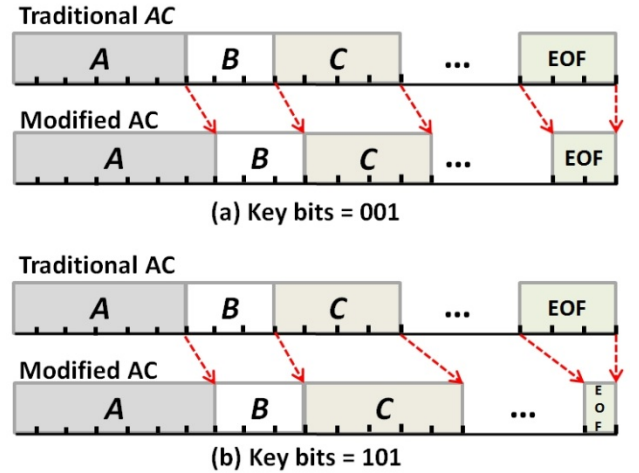 Traditional AC
A B C ... EOF
Modified AC
A B C ... EOF
(a) Key bits = 001
Traditional AC
A B C ... EOF
Modified AC
A B C ... E
O
F
(b) Key bits = 101